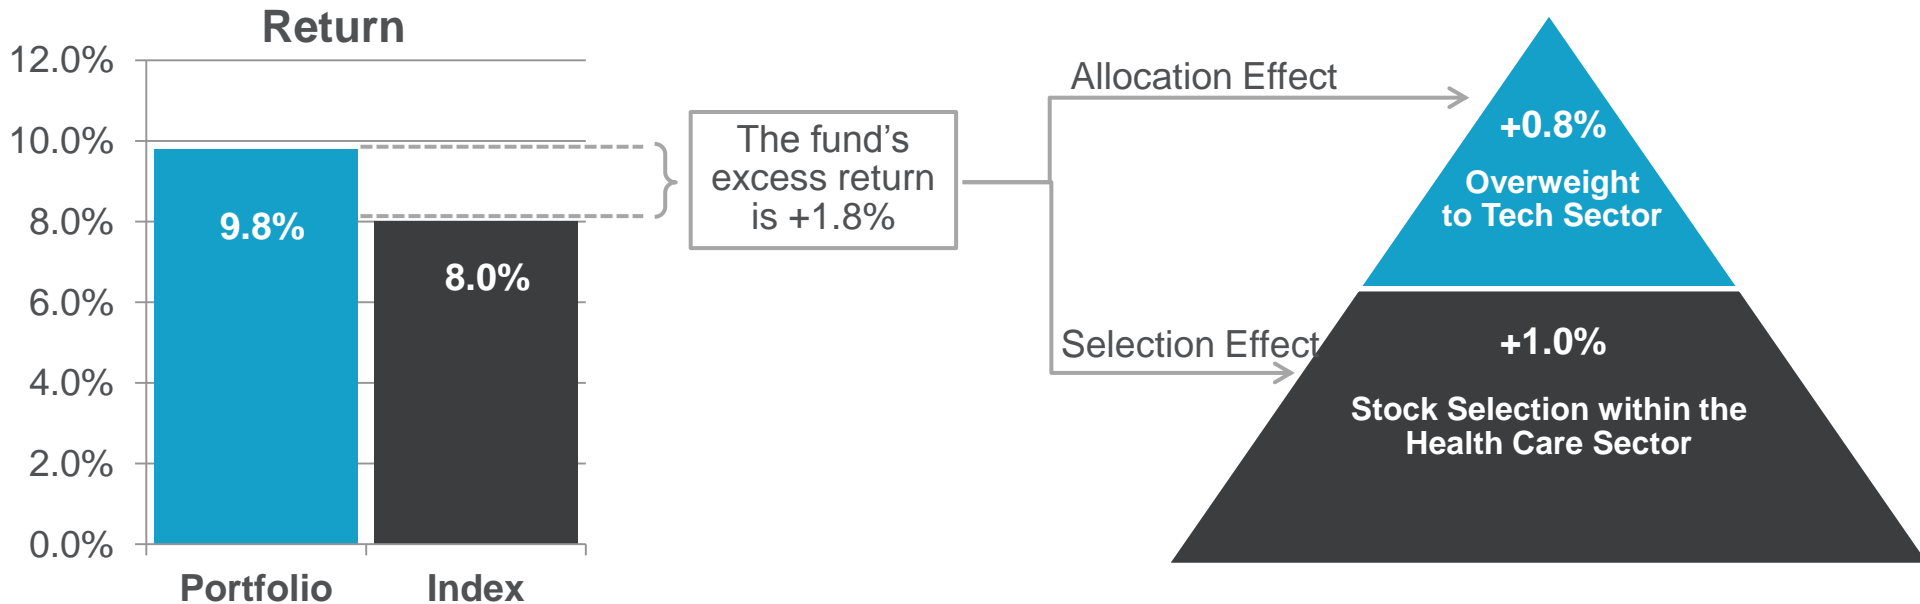 Return
12.0%
10.0%
8.0%
6.0%
4.0%
2.0%
0.0%
9.8%
8.0%
Portfolio
Index
The fund’s
excess return
is +1.8%
Allocation Effect
Selection Effect
+0.8%
Overweight
to Tech Sector
+1.0%
Stock Selection within the
Health Care Sector